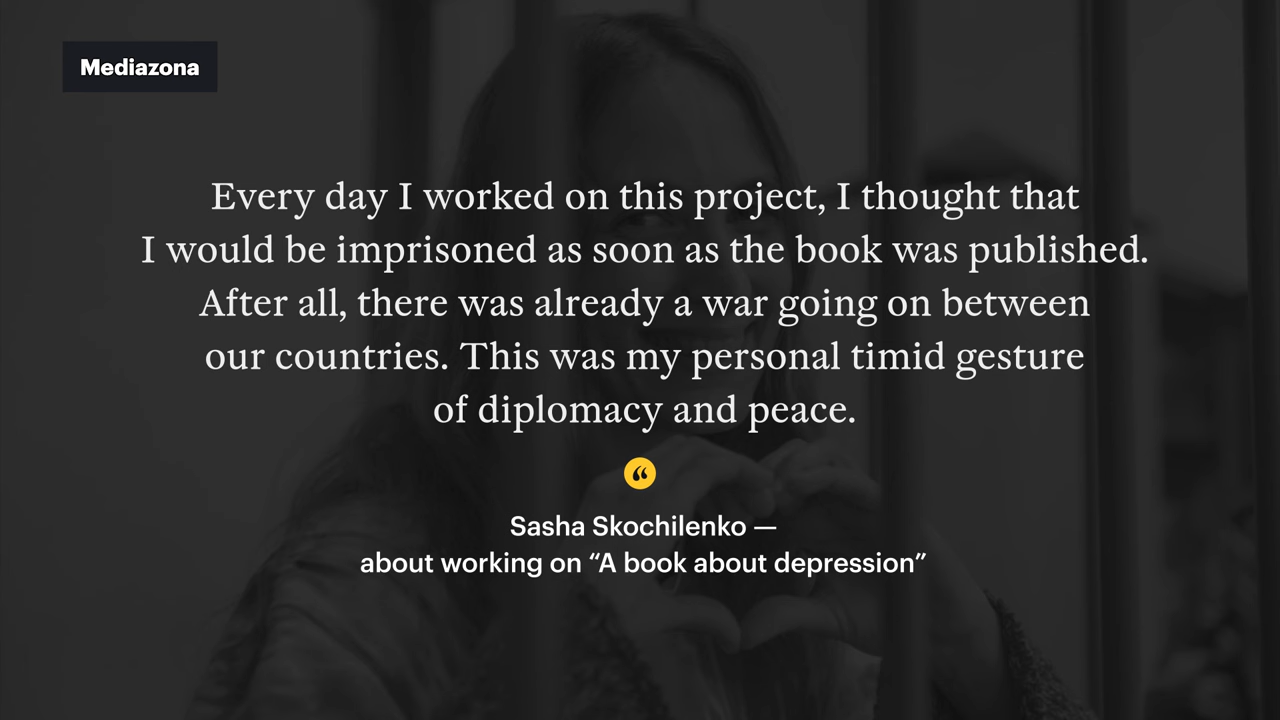 Mediazona
Every day I worked on this project, I thought that
I would be imprisoned as soon as the book was published.
After all, there was already a war going on between
our countries. This was my personal timid gesture
of diplomacy and peace.
“
Sasha Skochilenko —
about working on “A book about depression”